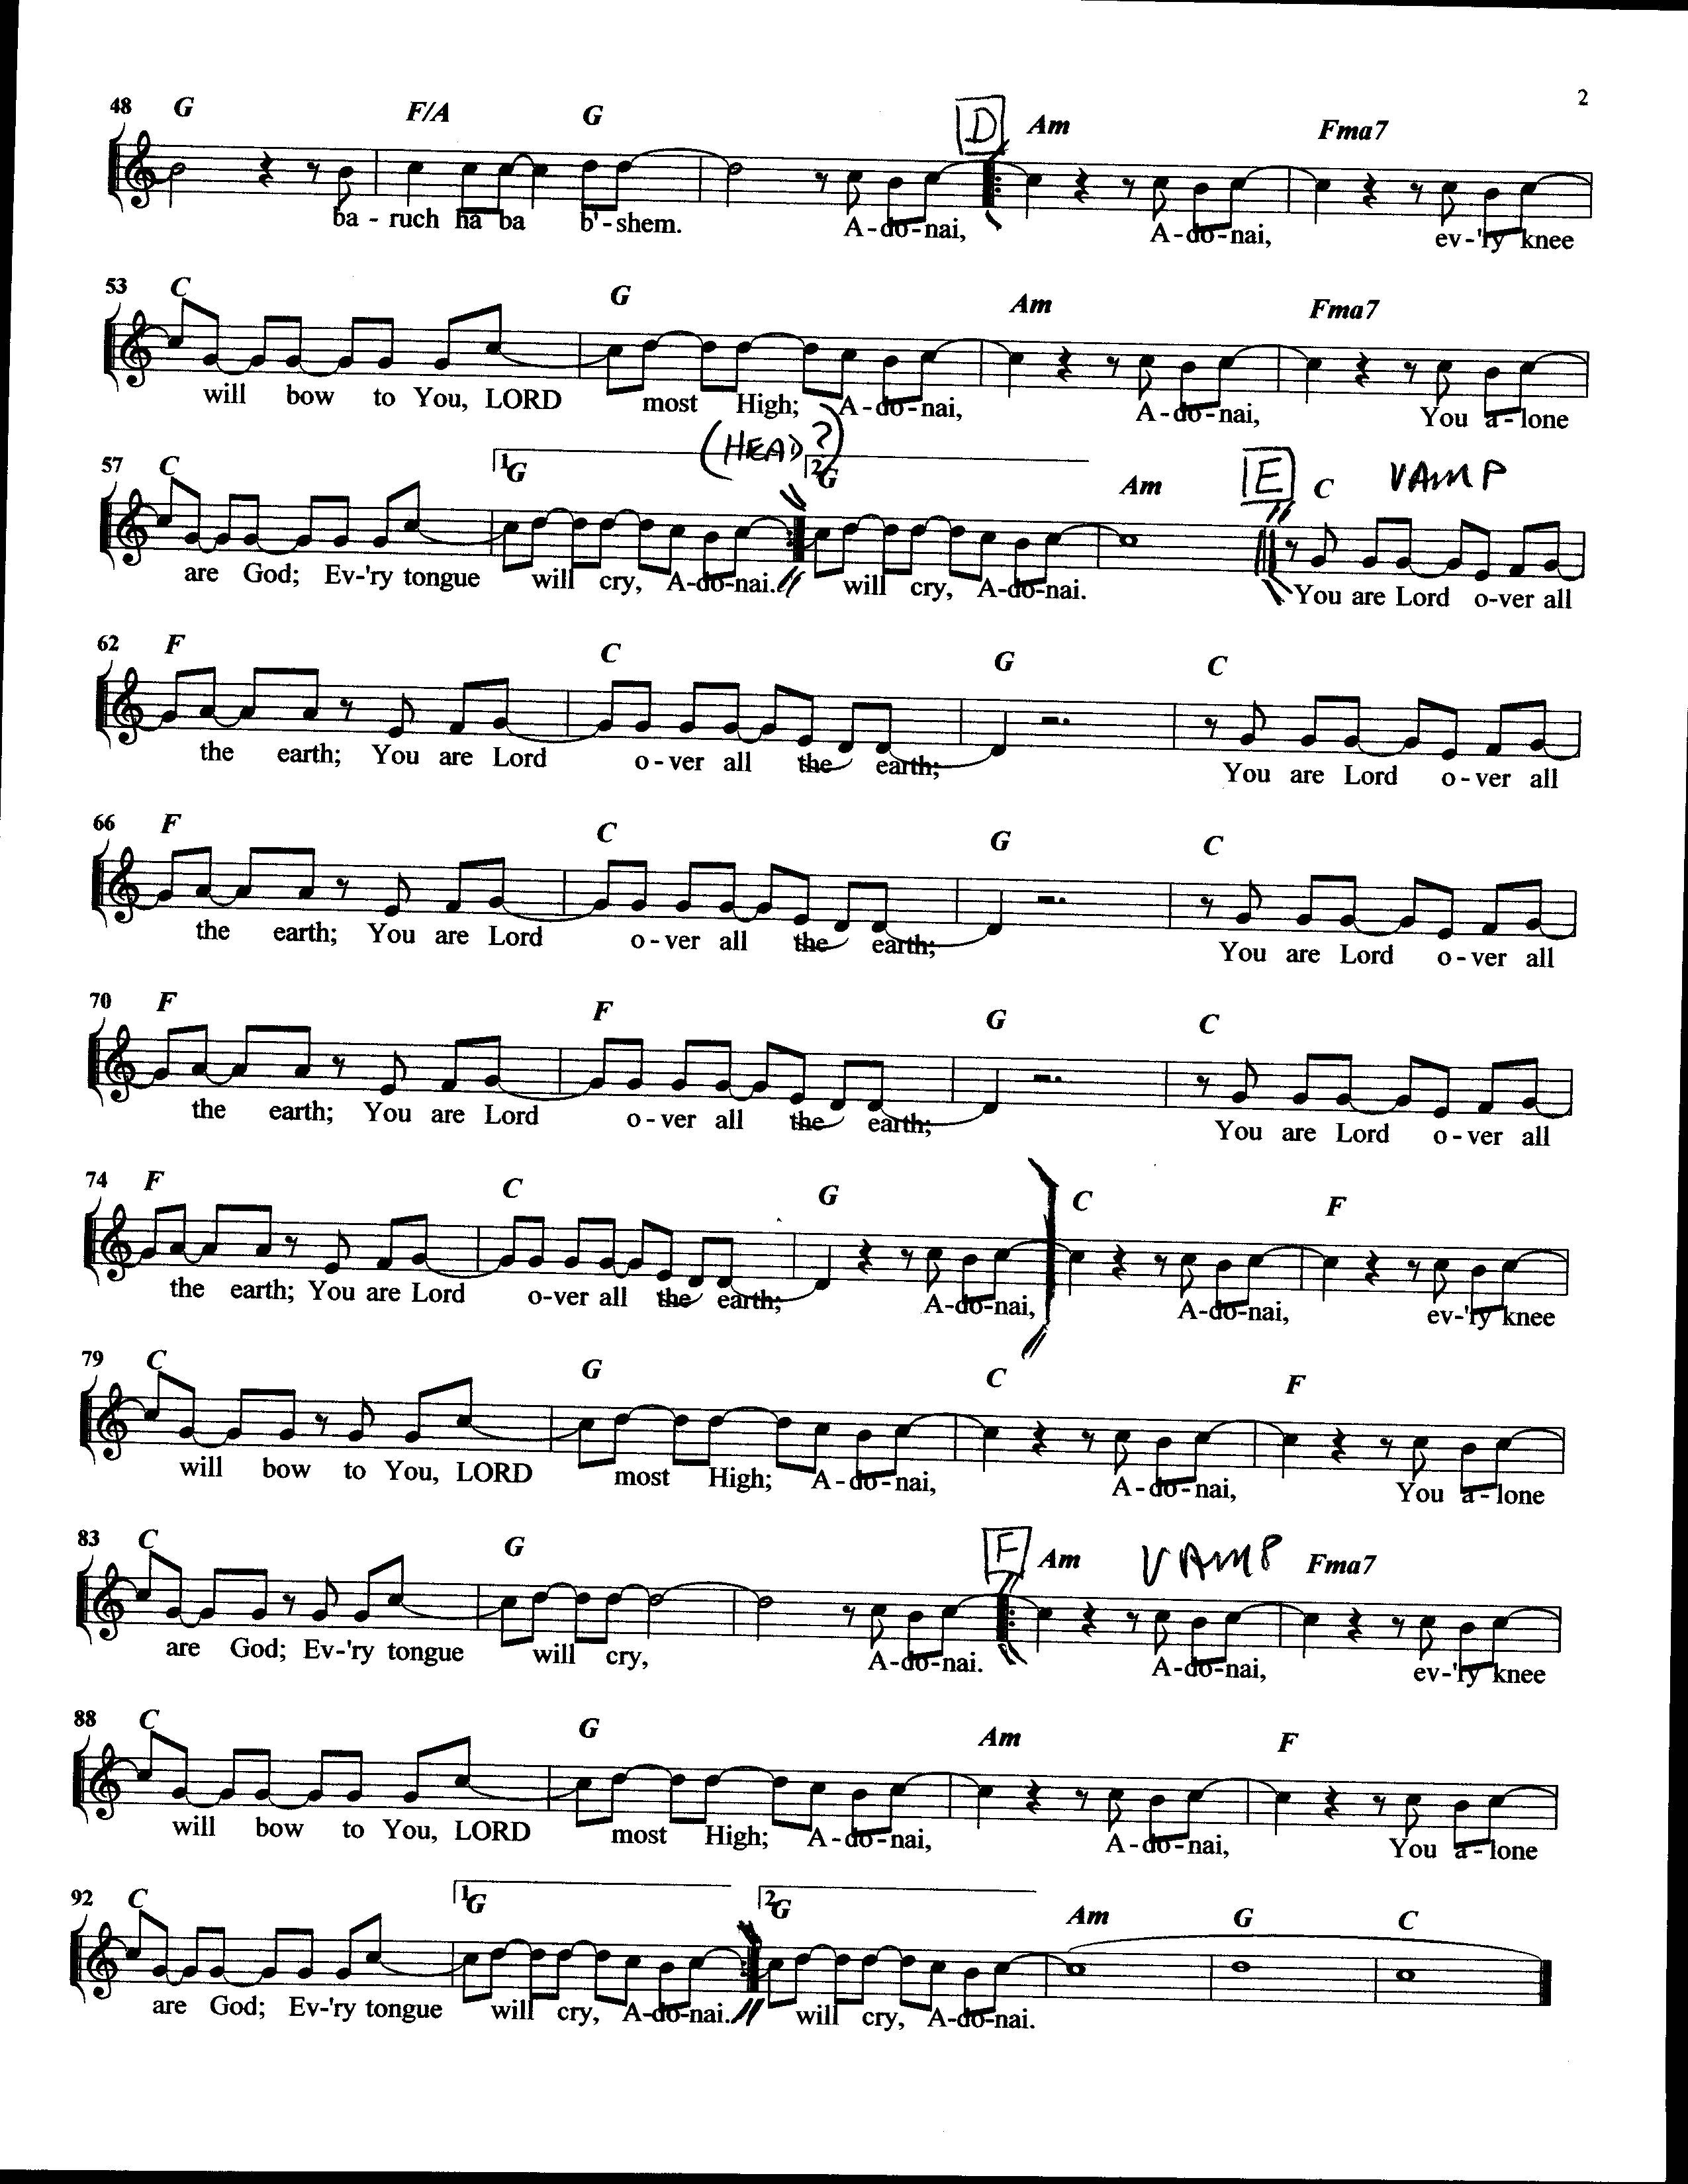 2
48 G F/A G D Am Fma7
ba - ruch ha ba b'- shem. A - do - nai, A - do - nai, ev - 'ry knee
53 C G Am Fma7
will bow to You, LORD most High; A - do - nai, A - do - nai, You a - lone
(HEAD?)
57 C 1. G 2. G Am E C VAMP
are God; Ev-'ry tongue will cry, A-do-nai. will cry, A-do-nai. You are Lord o-ver all
62 F C G C
the earth; You are Lord o - ver all the earth; You are Lord o - ver all
66 F C G C
the earth; You are Lord o - ver all the earth; You are Lord o - ver all
70 F F G C
the earth; You are Lord o - ver all the earth; You are Lord o - ver all
74 F C G C F
the earth; You are Lord o-ver all the earth; A-do-nai, A-do-nai, ev-'ry knee
79 C G C F
will bow to You, LORD most High; A - do - nai, A - do - nai, You a - lone
83 C G F Am VAMP Fma7
are God; Ev-'ry tongue will cry, A-do-nai. A-do-nai, ev-'ry knee
88 C G Am F
will bow to You, LORD most High; A - do - nai, A - do - nai, You a - lone
92 C 1. G 2. G Am G C
are God; Ev-'ry tongue will cry, A-do-nai. will cry, A-do-nai.